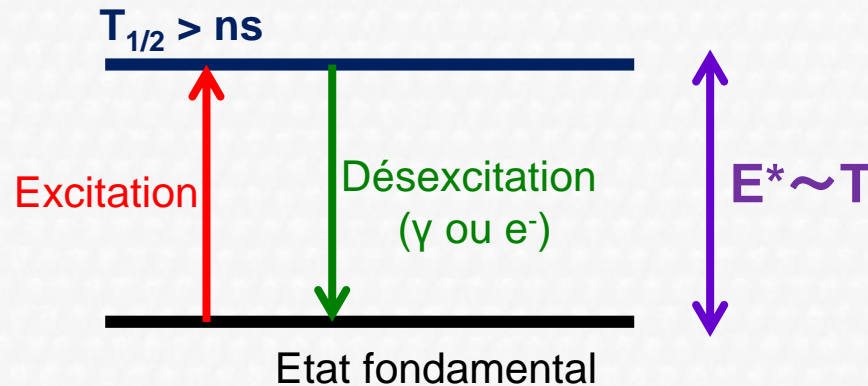 T1/2 > ns
Excitation
Désexcitation
(γ ou e-)
E*~T
Etat fondamental